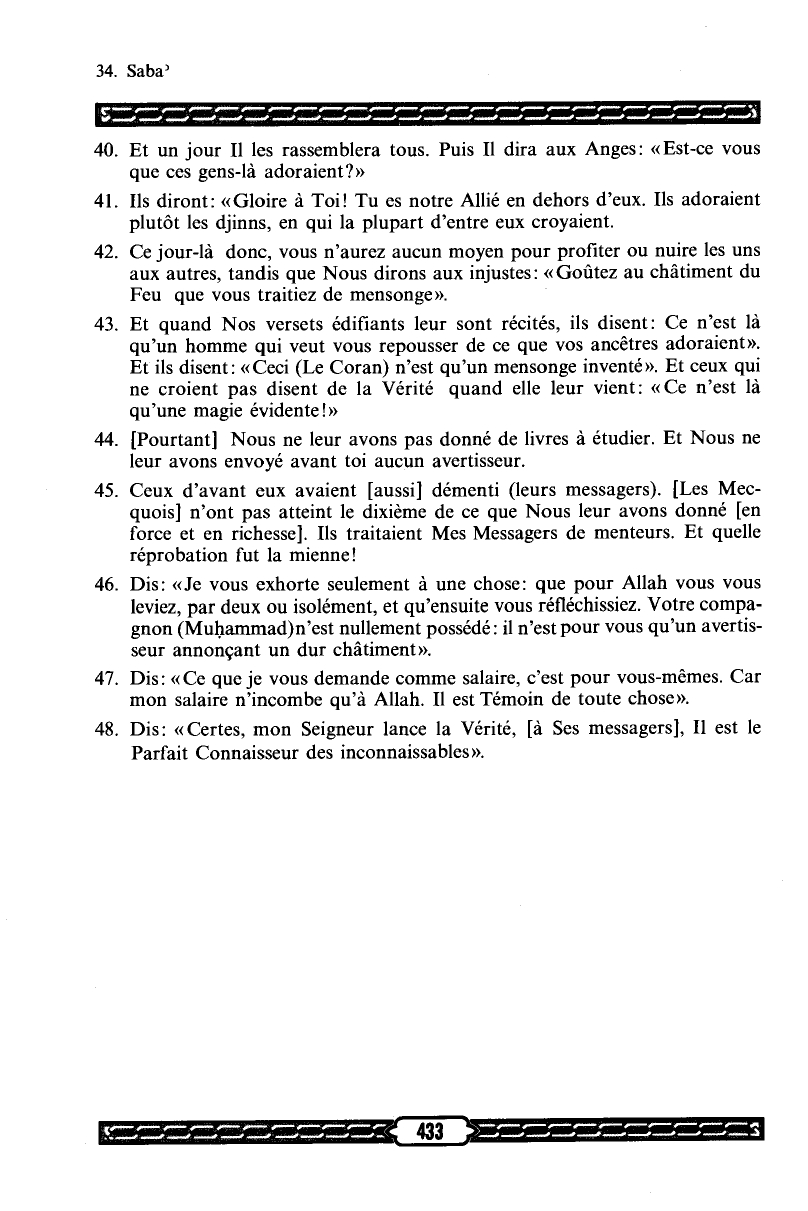 34. Sabaʾ
40. Et un jour Il les rassemblera tous. Puis Il dira aux Anges: «Est-ce vous
que ces gens-là adoraient?»
41. Ils diront: «Gloire à Toi! Tu es notre Allié en dehors d'eux. Ils adoraient
plutôt les djinns, en qui la plupart d'entre eux croyaient.
42. Ce jour-là donc, vous n'aurez aucun moyen pour profiter ou nuire les uns
aux autres, tandis que Nous dirons aux injustes: «Goûtez au châtiment du
Feu que vous traitiez de mensonge».
43. Et quand Nos versets édifiants leur sont récités, ils disent: Ce n'est là
qu'un homme qui veut vous repousser de ce que vos ancêtres adoraient».
Et ils disent: «Ceci (Le Coran) n'est qu'un mensonge inventé». Et ceux qui
ne croient pas disent de la Vérité quand elle leur vient: «Ce n'est là
qu'une magie évidente!»
44. [Pourtant] Nous ne leur avons pas donné de livres à étudier. Et Nous ne
leur avons envoyé avant toi aucun avertisseur.
45. Ceux d'avant eux avaient [aussi] démenti (leurs messagers). [Les Mec-
quois] n'ont pas atteint le dixième de ce que Nous leur avons donné [en
force et en richesse]. Ils traitaient Mes Messagers de menteurs. Et quelle
réprobation fut la mienne!
46. Dis: «Je vous exhorte seulement à une chose: que pour Allah vous vous
leviez, par deux ou isolément, et qu'ensuite vous réfléchissiez. Votre compa-
gnon (Muḥammad)n'est nullement possédé: il n'est pour vous qu'un avertis-
seur annonçant un dur châtiment».
47. Dis: «Ce que je vous demande comme salaire, c'est pour vous-mêmes. Car
mon salaire n'incombe qu'à Allah. Il est Témoin de toute chose».
48. Dis: «Certes, mon Seigneur lance la Vérité, [à Ses messagers], Il est le
Parfait Connaisseur des inconnaissables».
433